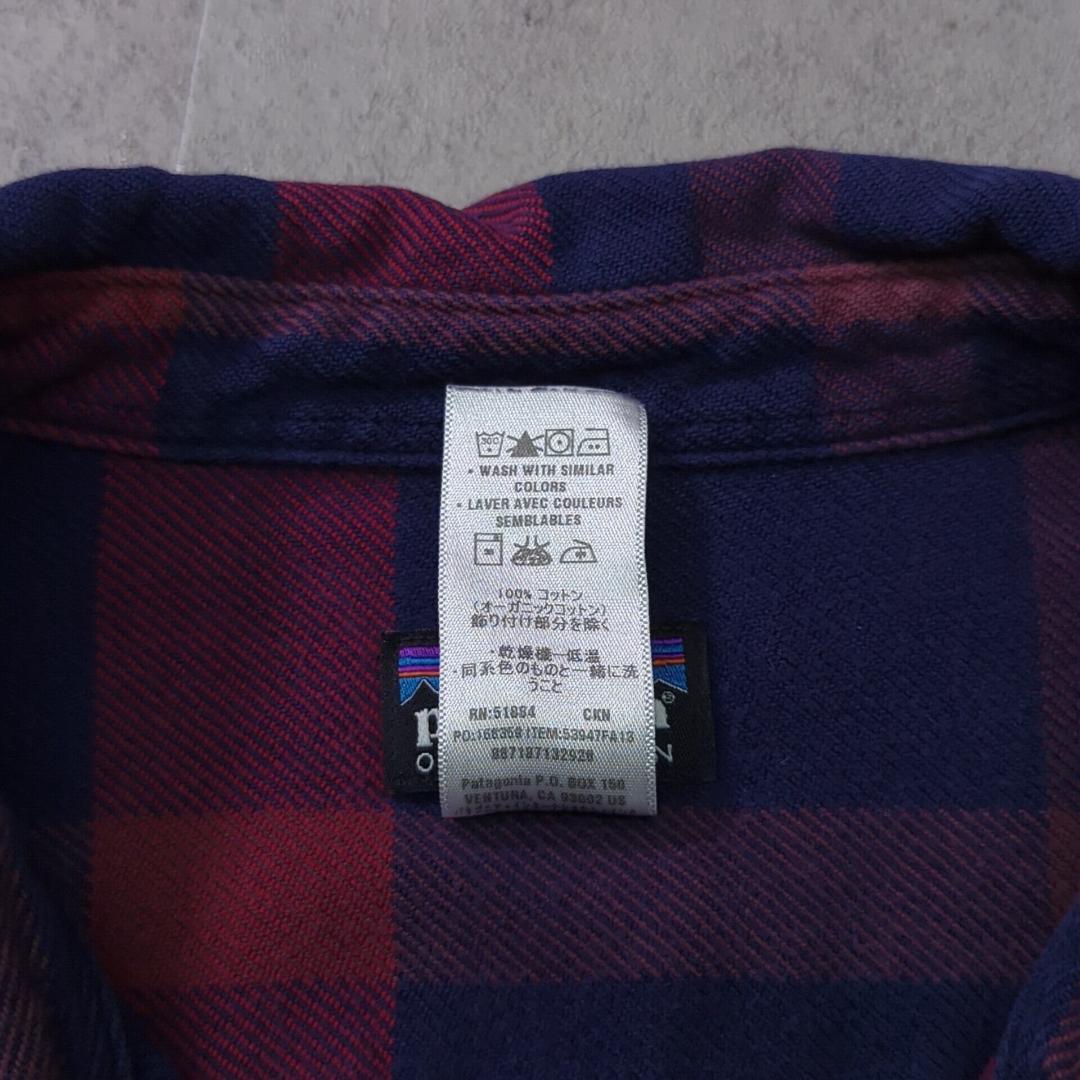 • WASH WITH SIMILAR
COLORS
• LAVER AVEC COULEURS
SEMBLABLES
100% コットン
(オーガニックコットン)
飾り付け部分を除く
・乾燥機一低温
・同系色のものと一緒に洗
うこと
RN:51884 CKN
PO:168358 ITEM:53947FA13
887187132928
Patagonia P.O. BOX 150
VENTURA, CA 93002 US